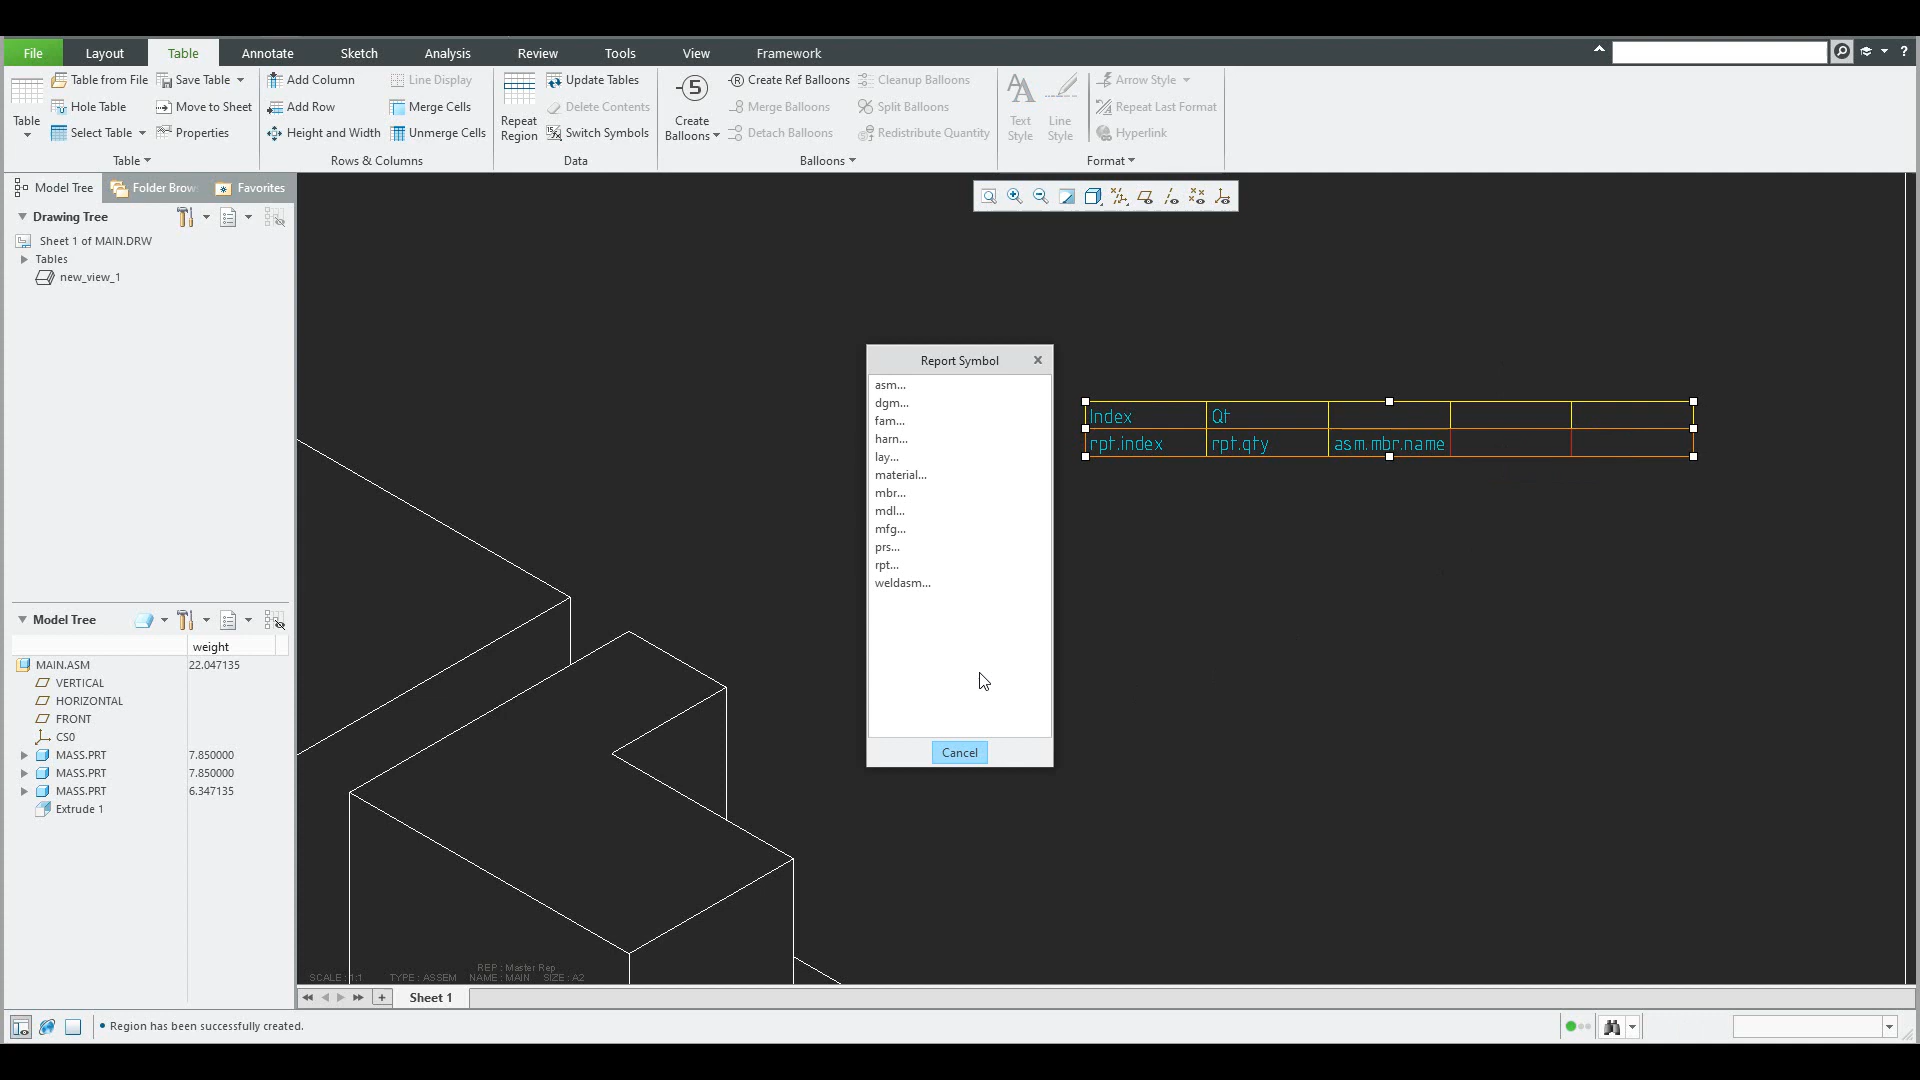 File
Layout
Table
Annotate
Sketch
Analysis
Review
Tools
View
Framework
?
Table
Table from File
Hole Table
Select Table
Save Table
Move to Sheet
Properties
Table
Add Column
Add Row
Height and Width
Line Display
Merge Cells
Unmerge Cells
Rows & Columns
Repeat
Region
Update Tables
Delete Contents
Switch Symbols
Data
5
Create
Balloons
Create Ref Balloons
Merge Balloons
Detach Balloons
Cleanup Balloons
Split Balloons
Redistribute Quantity
Balloons
Text
Style
Line
Style
Arrow Style
Repeat Last Format
Hyperlink
Format
Model Tree
Folder Brow
Favorites
Drawing Tree
Sheet 1 of MAIN.DRW
Tables
new_view_1
Model Tree
weight
MAIN.ASM 22.047135
VERTICAL
HORIZONTAL
FRONT
CS0
MASS.PRT 7.850000
MASS.PRT 7.850000
MASS.PRT 6.347135
Extrude 1
Report Symbol
asm...
dgm...
fam...
harn...
lay...
material...
mbr...
mdl...
mfg...
prs...
rpt...
weldasm...
Cancel
Index Qt
rpt.index rpt.qty asm.mbr.name
REP : Master Rep
SCALE : 1:1 TYPE : ASSEM NAME : MAIN SIZE : A2
Sheet 1
• Region has been successfully created.